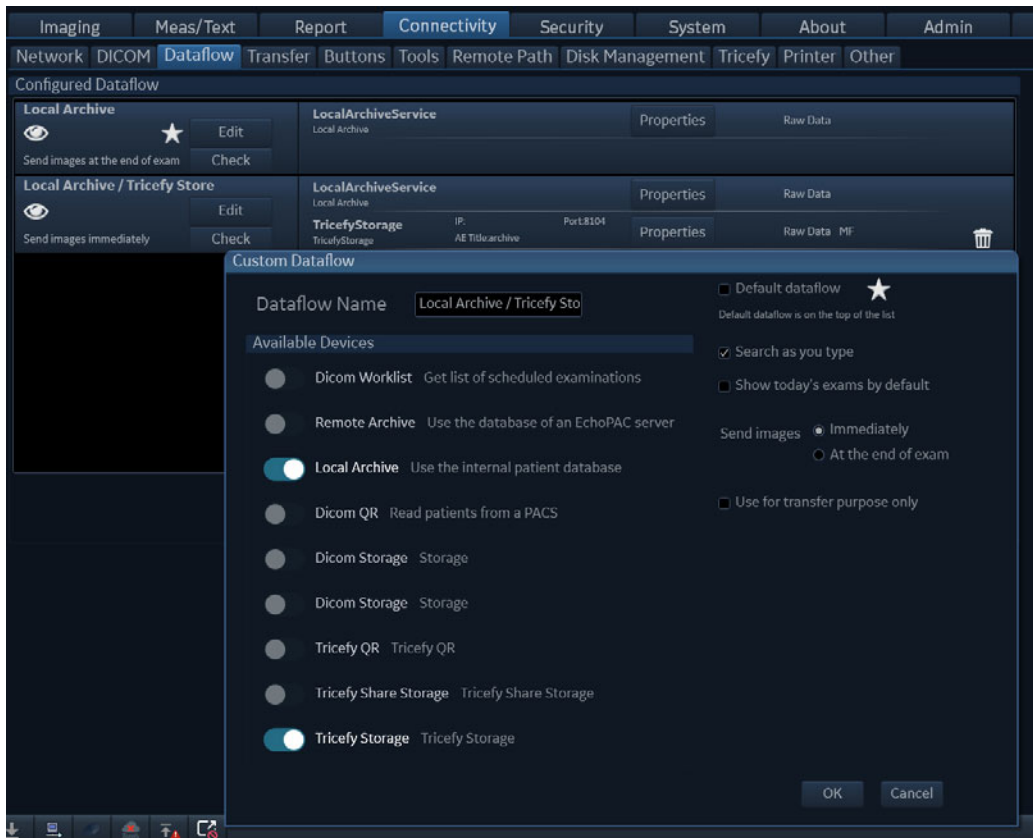 Imaging Meas/Text Report Connectivity Security System About Admin
Network DICOM Dataflow Transfer Buttons Tools Remote Path Disk Management Tricefy Printer Other
Configured Dataflow
Local Archive
Edit
Send images at the end of exam Check
LocalArchiveService
Local Archive
Properties
Raw Data
Local Archive / Tricefy Store
Edit
Send images immediately Check
LocalArchiveService
Local Archive
Properties
Raw Data
TricefyStorage IP: Port:8104
TricefyStorage AE Title:archive
Properties
Raw Data MF
Custom Dataflow
Dataflow Name Local Archive / Tricefy Sto
Available Devices
Dicom Worklist Get list of scheduled examinations
Remote Archive Use the database of an EchoPAC server
Local Archive Use the internal patient database
Dicom QR Read patients from a PACS
Dicom Storage Storage
Dicom Storage Storage
Tricefy QR Tricefy QR
Tricefy Share Storage Tricefy Share Storage
Tricefy Storage Tricefy Storage
Default dataflow
Default dataflow is on the top of the list
Search as you type
Show today's exams by default
Send images Immediately
At the end of exam
Use for transfer purpose only
OK Cancel